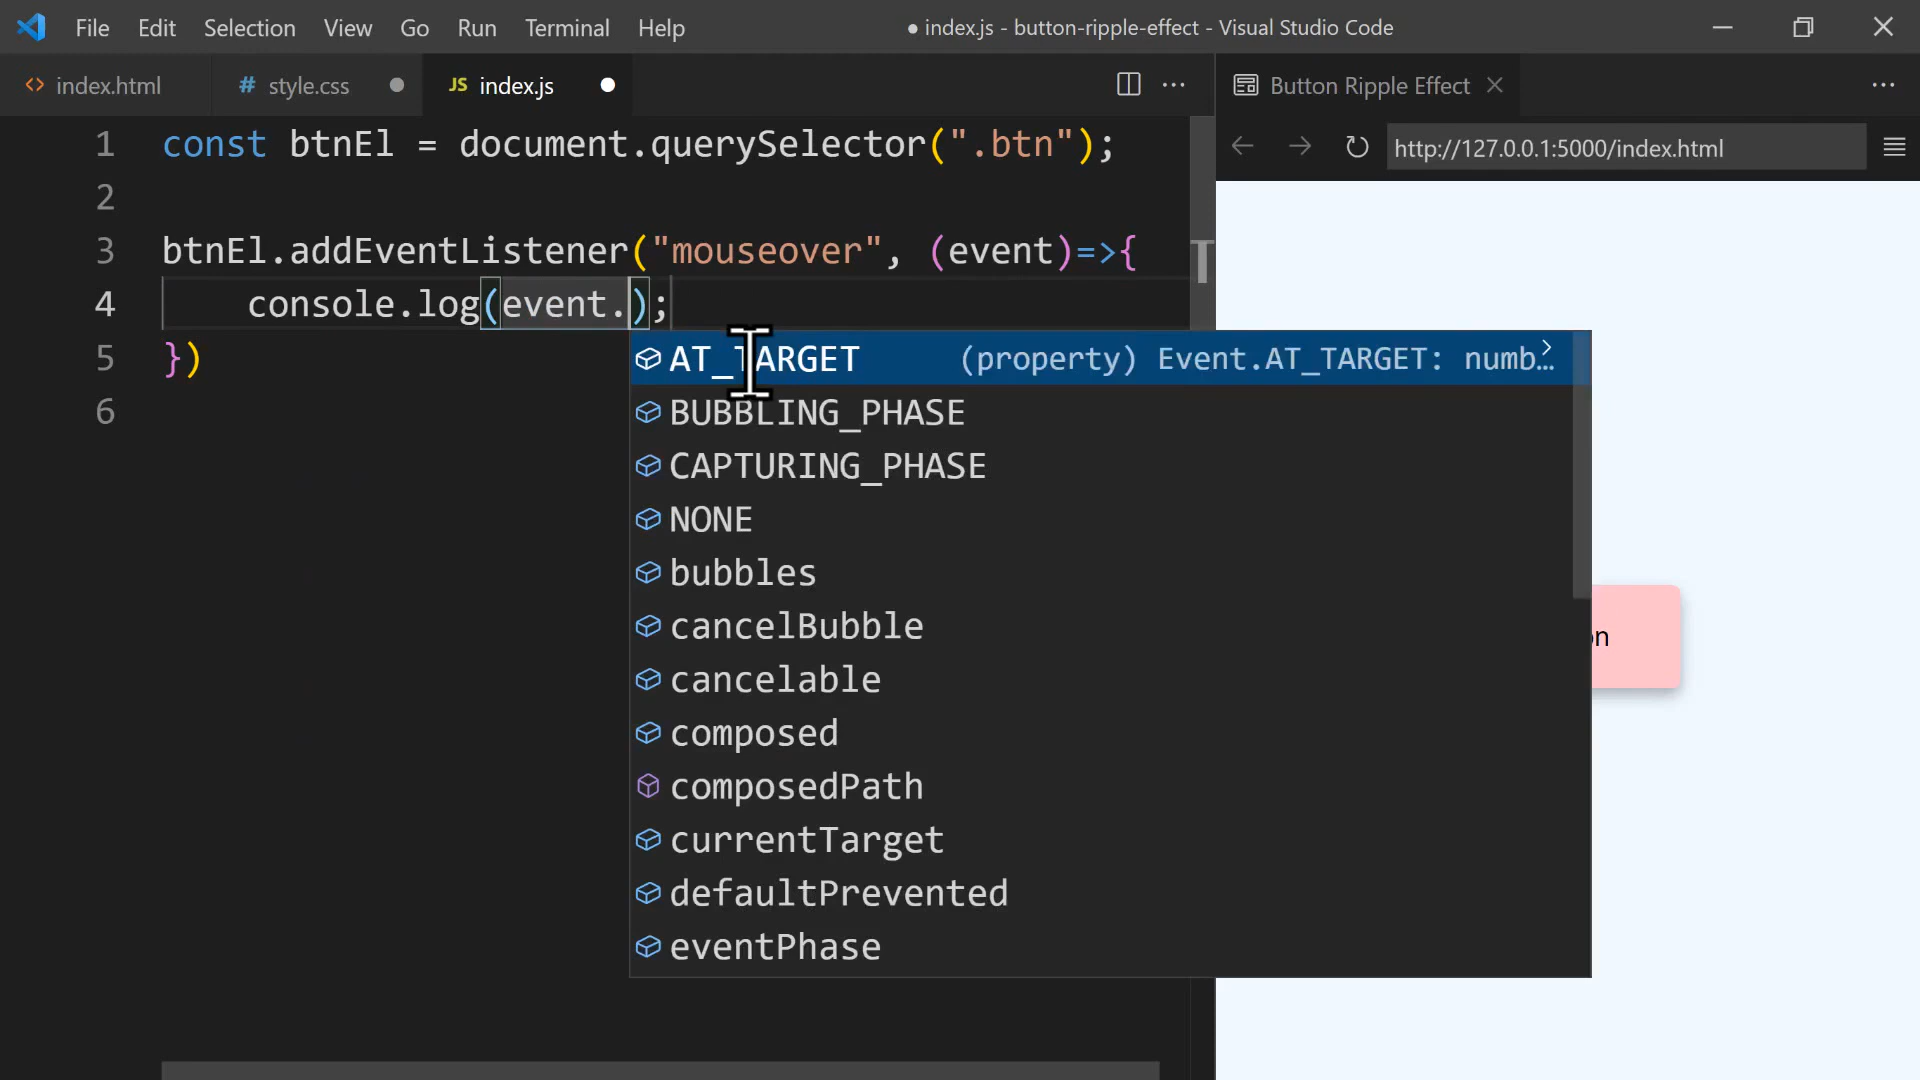 File Edit Selection View Go Run Terminal Help ● index.js - button-ripple-effect - Visual Studio Code
<> index.html # style.css ● JS index.js ● Button Ripple Effect
http://127.0.0.1:5000/index.html
1 const btnEl = document.querySelector(".btn");
2
3 btnEl.addEventListener("mouseover", (event)=>{
4 console.log(event.);
5 })
6
AT_TARGET (property) Event.AT_TARGET: numb…
BUBBLING_PHASE
CAPTURING_PHASE
NONE
bubbles
cancelBubble
cancelable
composed
composedPath
currentTarget
defaultPrevented
eventPhase